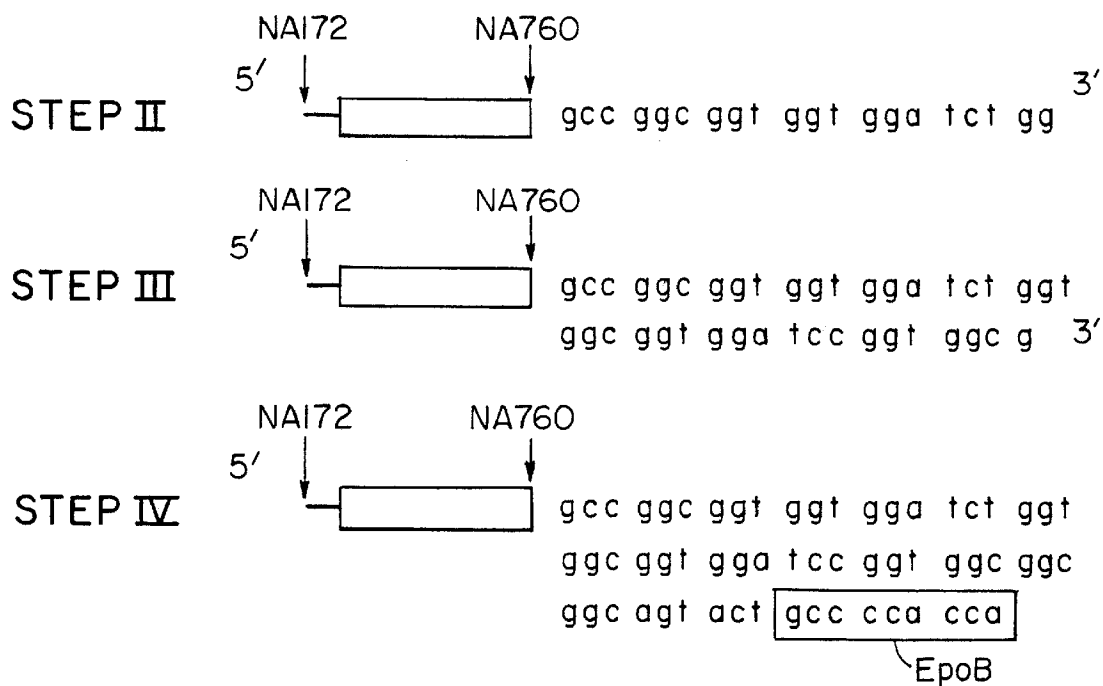 NA172 NA760
5′ 3′
STEP II gcc ggc ggt ggt gga tct gg
NA172 NA760
5′
STEP III gcc ggc ggt ggt gga tct ggt
ggc ggt gga tcc ggt ggc g 3′
NA172 NA760
5′
STEP IV gcc ggc ggt ggt gga tct ggt
ggc ggt gga tcc ggt ggc ggc
ggc agt act gcc cca cca
EpoB